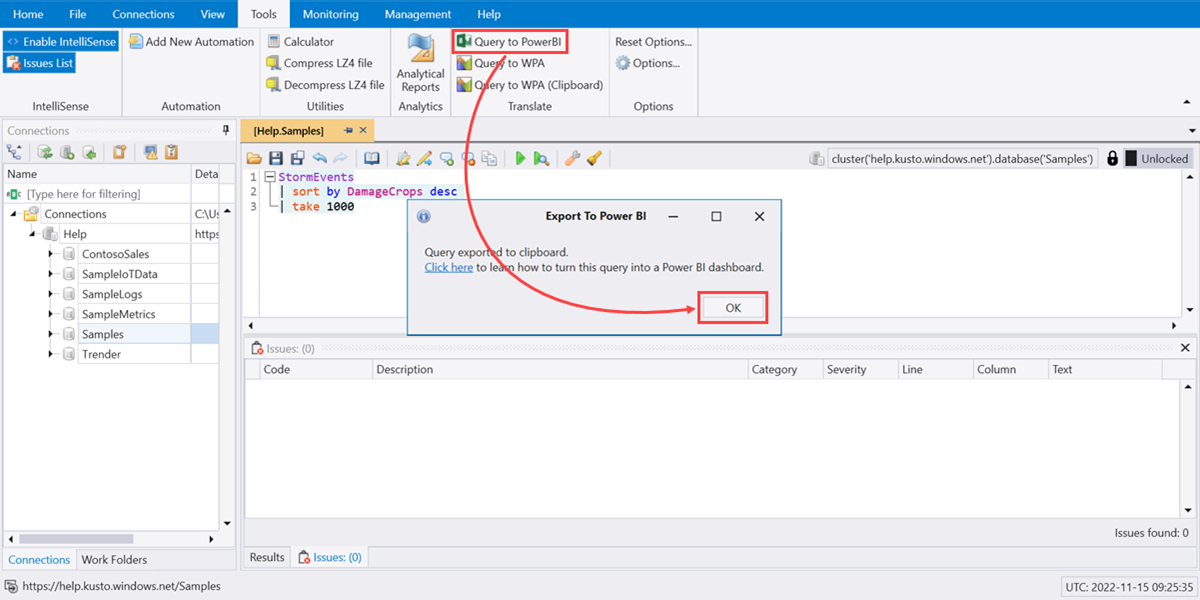 Home File Connections View Tools Monitoring Management Help
<> Enable IntelliSense
Issues List
IntelliSense
Add New Automation
Automation
Calculator
Compress LZ4 file
Decompress LZ4 file
Utilities
Analytical
Reports
Analytics
Query to PowerBI
Query to WPA
Query to WPA (Clipboard)
Translate
Reset Options...
Options...
Options
Connections
Name Deta
[Type here for filtering]
Connections C:\Us
Help https
ContosoSales
SampleIoTData
SampleLogs
SampleMetrics
Samples
Trender
Connections Work Folders
[Help.Samples]
cluster('help.kusto.windows.net').database('Samples') Unlocked
1 StormEvents
2 | sort by DamageCrops desc
3 | take 1000
Export To Power BI
Query exported to clipboard.
Click here to learn how to turn this query into a Power BI dashboard.
OK
Issues: (0)
Code Description Category Severity Line Column Text
Issues found: 0
Results Issues: (0)
https://help.kusto.windows.net/Samples UTC: 2022-11-15 09:25:35